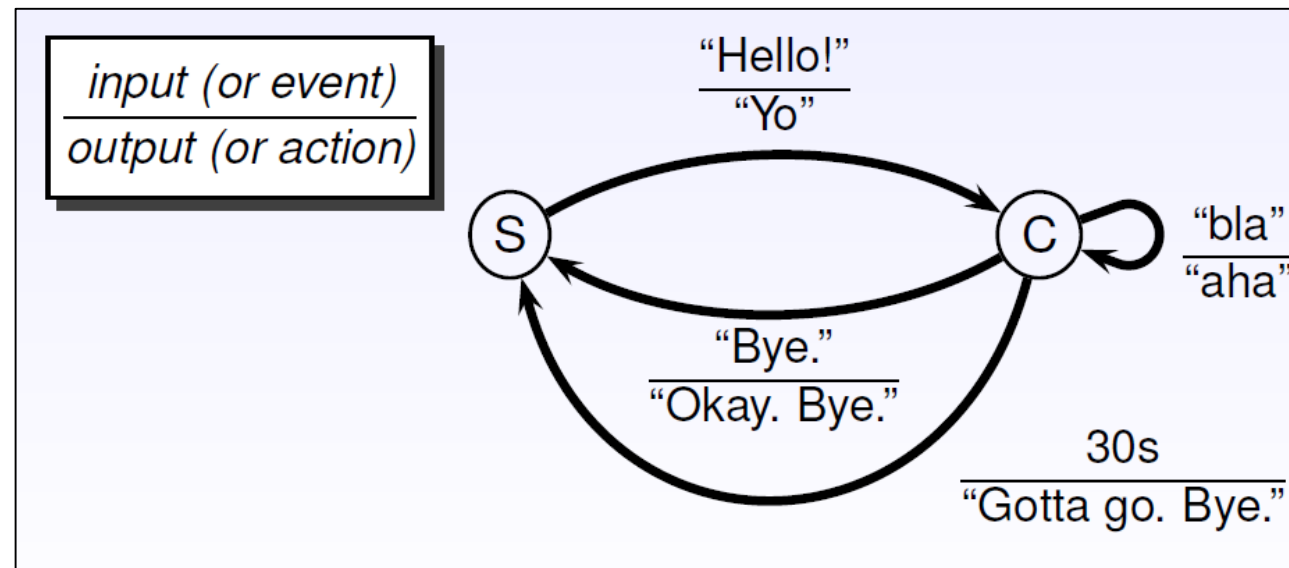 input (or event)
output (or action)
“Hello!”
“Yo”
S
C
“bla”
“aha”
“Bye.”
“Okay. Bye.”
30s
“Gotta go. Bye.”